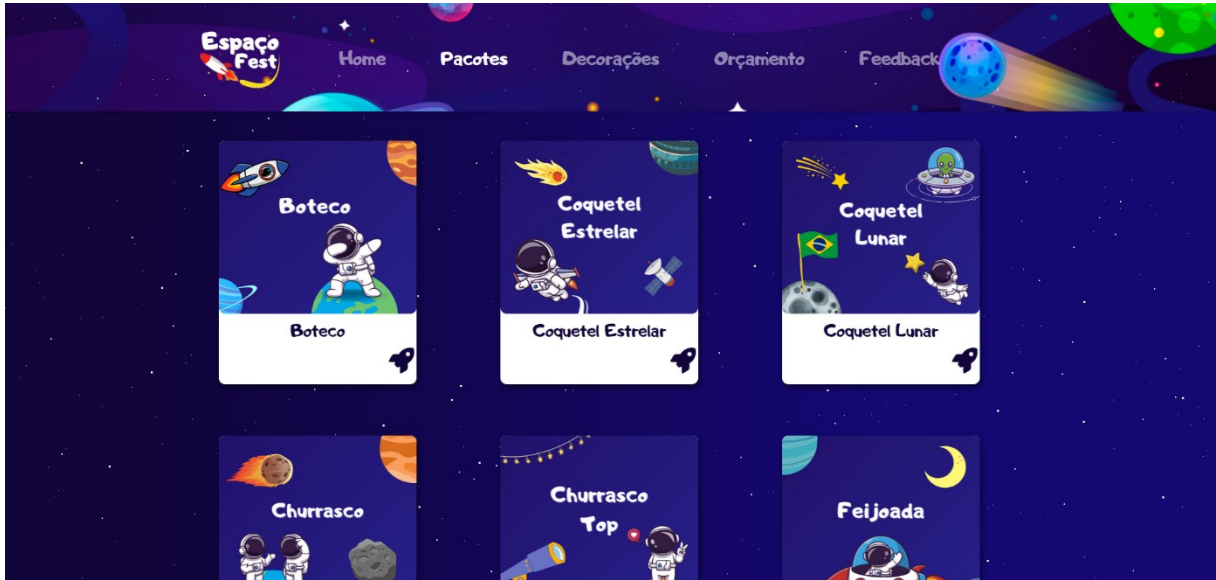 Espaço
Fest
Home Pacotes Decorações Orçamento Feedback
Boteco
Boteco
Coquetel
Estrelar
Coquetel Estrelar
Coquetel
Lunar
Coquetel Lunar
Churrasco
Churrasco
Top
Feijoada